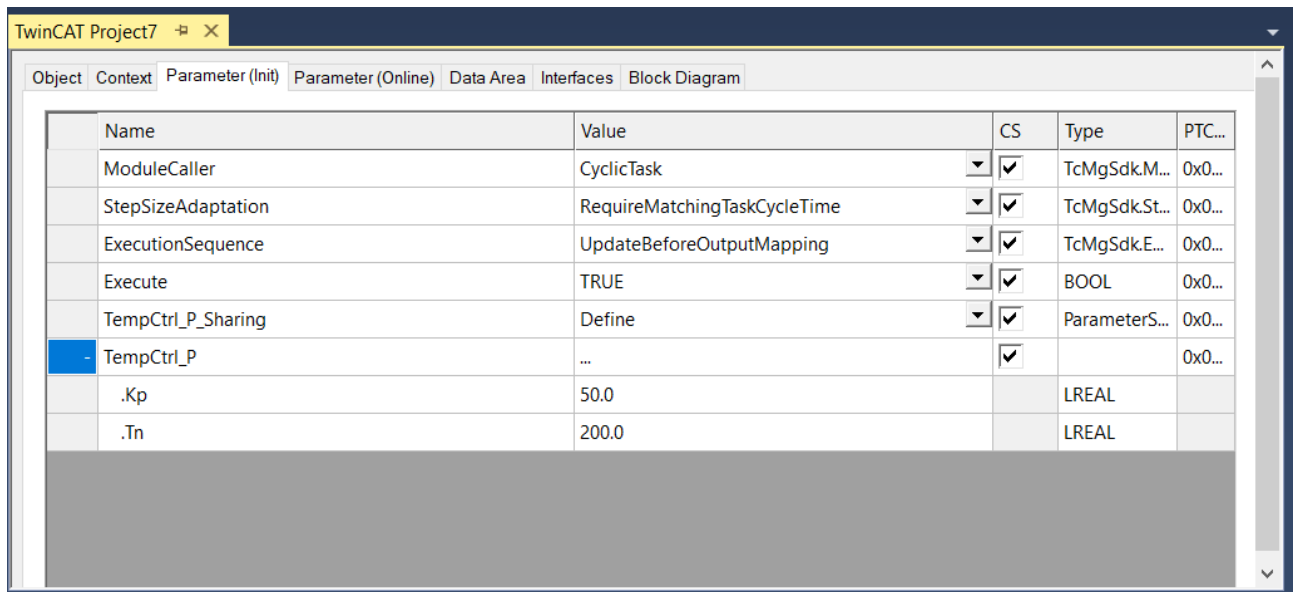 TwinCAT Project7
Object Context Parameter (Init) Parameter (Online) Data Area Interfaces Block Diagram
Name Value CS Type PTC...
ModuleCaller CyclicTask TcMgSdk.M... 0x0...
StepSizeAdaptation RequireMatchingTaskCycleTime TcMgSdk.St... 0x0...
ExecutionSequence UpdateBeforeOutputMapping TcMgSdk.E... 0x0...
Execute TRUE BOOL 0x0...
TempCtrl_P_Sharing Define ParameterS... 0x0...
- TempCtrl_P ... 0x0...
.Kp 50.0 LREAL
.Tn 200.0 LREAL